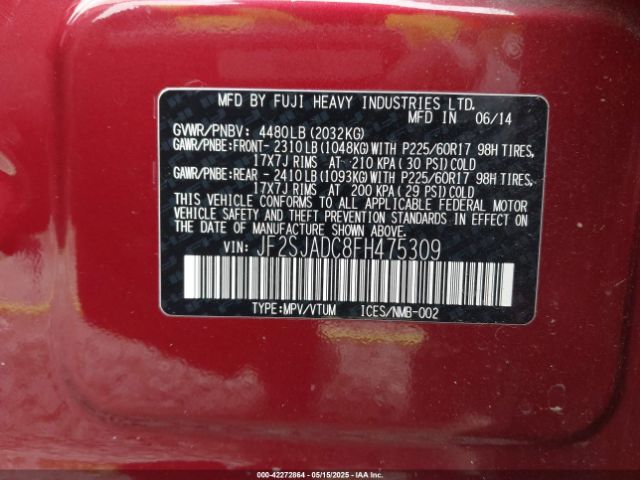 MFD BY FUJI HEAVY INDUSTRIES LTD.
MFD IN 06/14
GVWR/PNBV: 4480LB (2032KG)
GAWR/PNBE:FRONT- 2310LB (1048KG)WITH P225/60R17 98H TIRES,
17X7J RIMS AT 210 KPA ( 30 PSI)COLD
GAWR/PNBE:REAR - 2410LB (1093KG)WITH P225/60R17 98H TIRES,
17X7J RIMS AT 200 KPA ( 29 PSI)COLD
THIS VEHICLE CONFORMS TO ALL APPLICABLE FEDERAL MOTOR
VEHICLE SAFETY AND THEFT PREVENTION STANDARDS IN EFFECT ON
THE DATE OF MANUFACTURE SHOWN ABOVE.
VIN: JF2SJADC8FH475309
TYPE:MPV/VTUM ICES/NMB-002
000-42272864 - 05/15/2025 - IAA Inc.